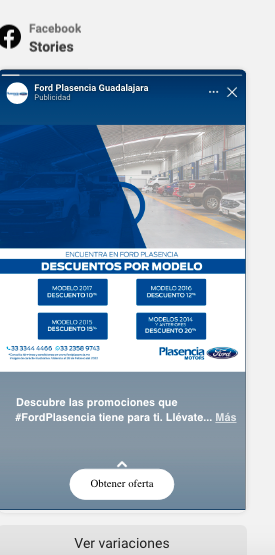 Facebook
Stories
Ford Plasencia Guadalajara
Publicidad
ENCUENTRA EN FORD PLASENCIA
DESCUENTOS POR MODELO
MODELO 2017
DESCUENTO 10%
MODELO 2016
DESCUENTO 12%
MODELO 2015
DESCUENTO 15%
MODELOS 2014
Y ANTERIORES
DESCUENTO 20%
33 3344 4466 33 2358 9743
Plasencia
MOTORS
Ford
Descubre las promociones que
#FordPlasencia tiene para ti. Llévate... Más
Obtener oferta
Ver variaciones